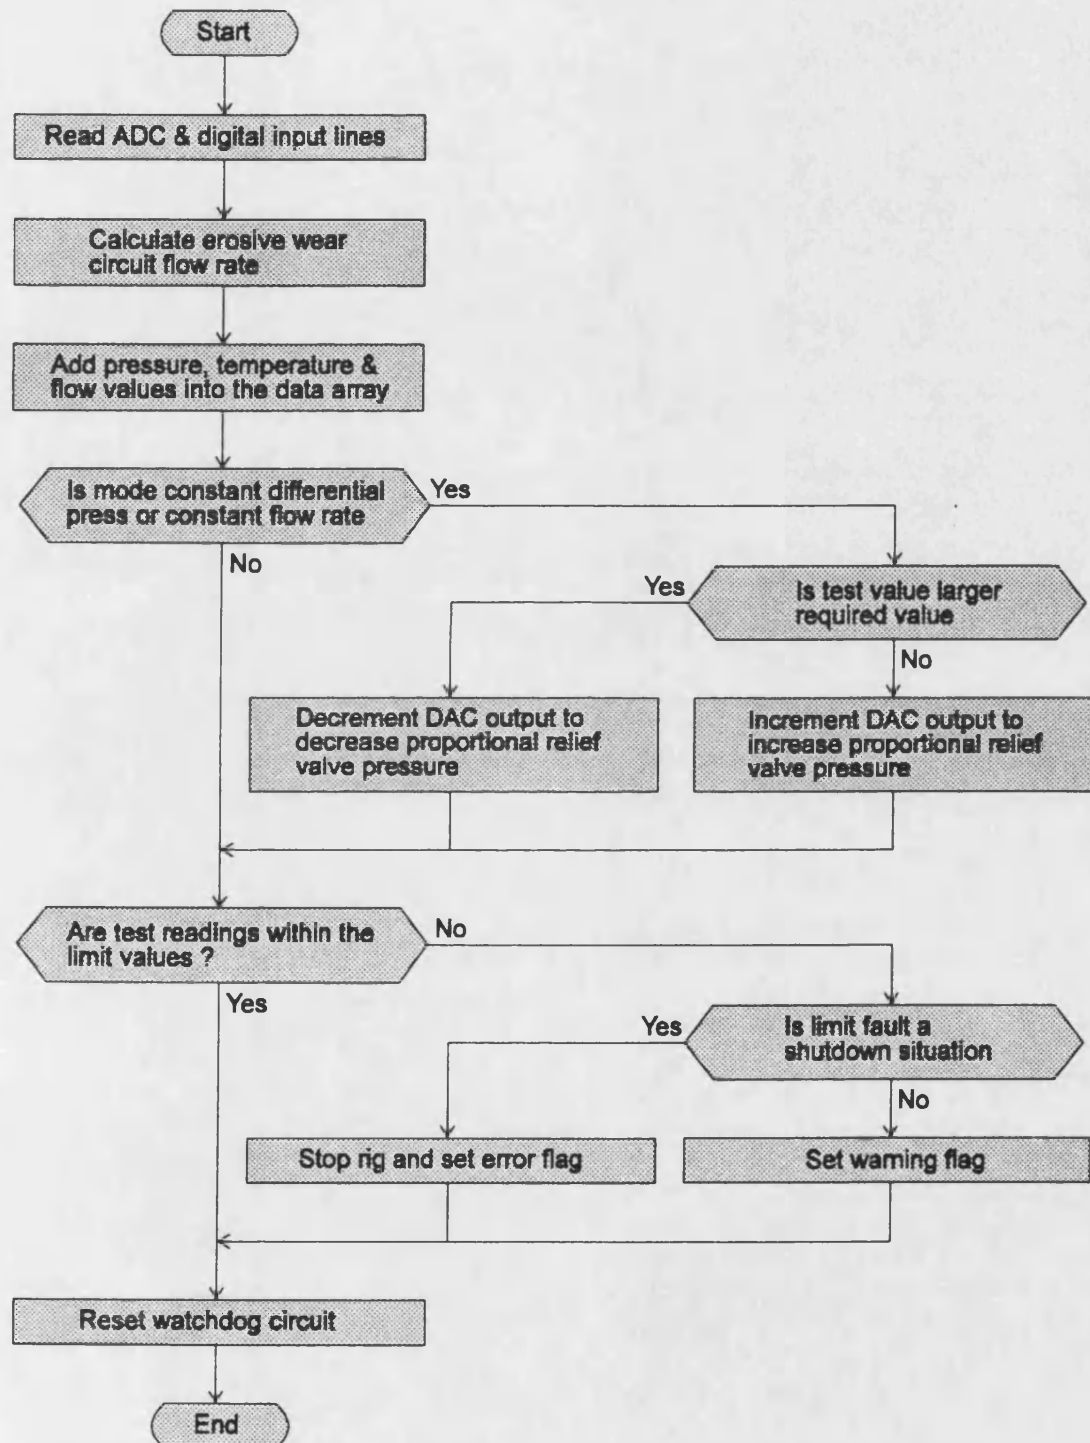 Start
Read ADC & digital input lines
Calculate erosive wear
circuit flow rate
Add pressure, temperature &
flow values into the data array
Is mode constant differential
press or constant flow rate
Yes
No
Is test value larger
required value
Yes
No
Decrement DAC output to
decrease proportional relief
valve pressure
Increment DAC output to
increase proportional relief
valve pressure
Are test readings within the
limit values ?
No
Yes
Is limit fault a
shutdown situation
Yes
No
Stop rig and set error flag
Set warning flag
Reset watchdog circuit
End